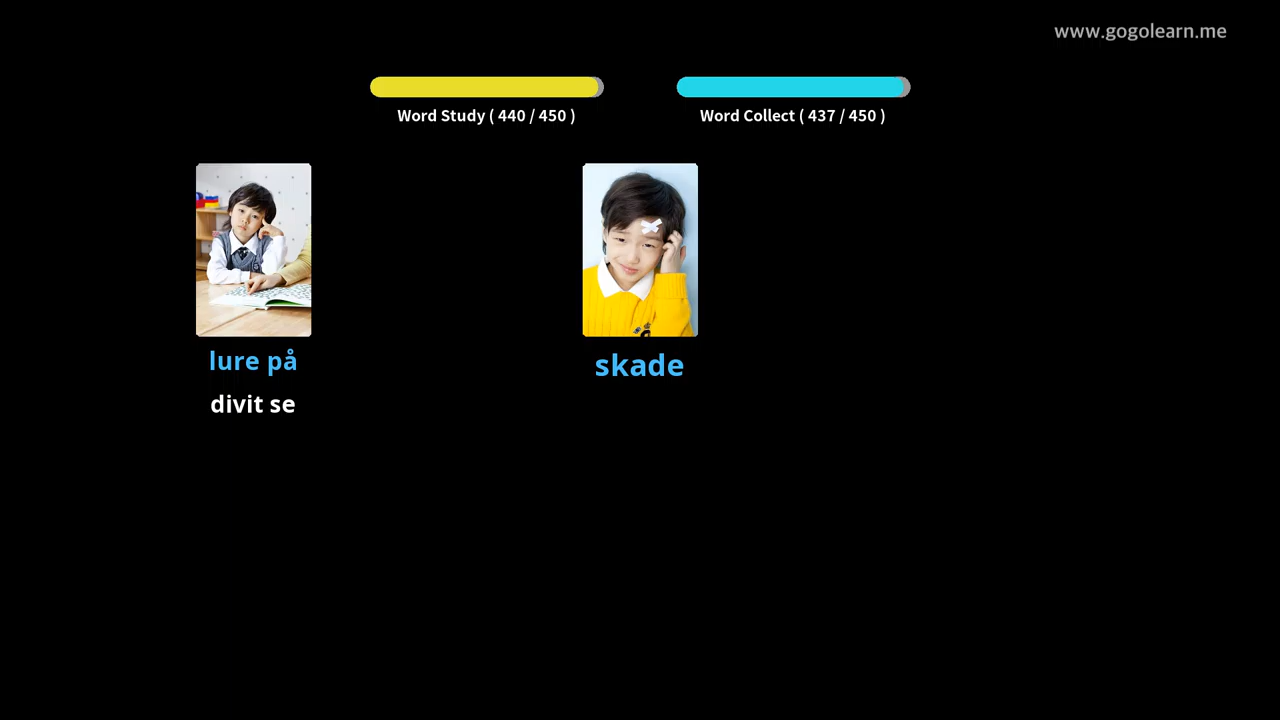 www.gogolearn.me
Word Study ( 440 / 450 )
Word Collect ( 437 / 450 )
lure på
divit se
skade